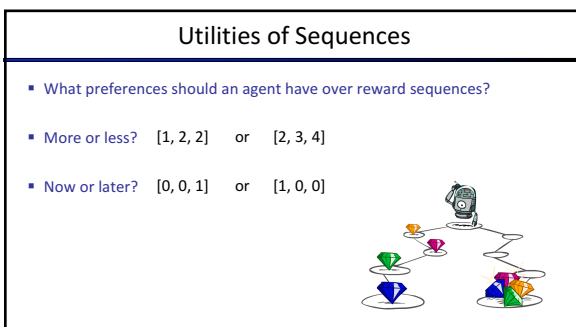 Utilities of Sequences
▪ What preferences should an agent have over reward sequences?
▪ More or less? [1, 2, 2] or [2, 3, 4]
▪ Now or later? [0, 0, 1] or [1, 0, 0]